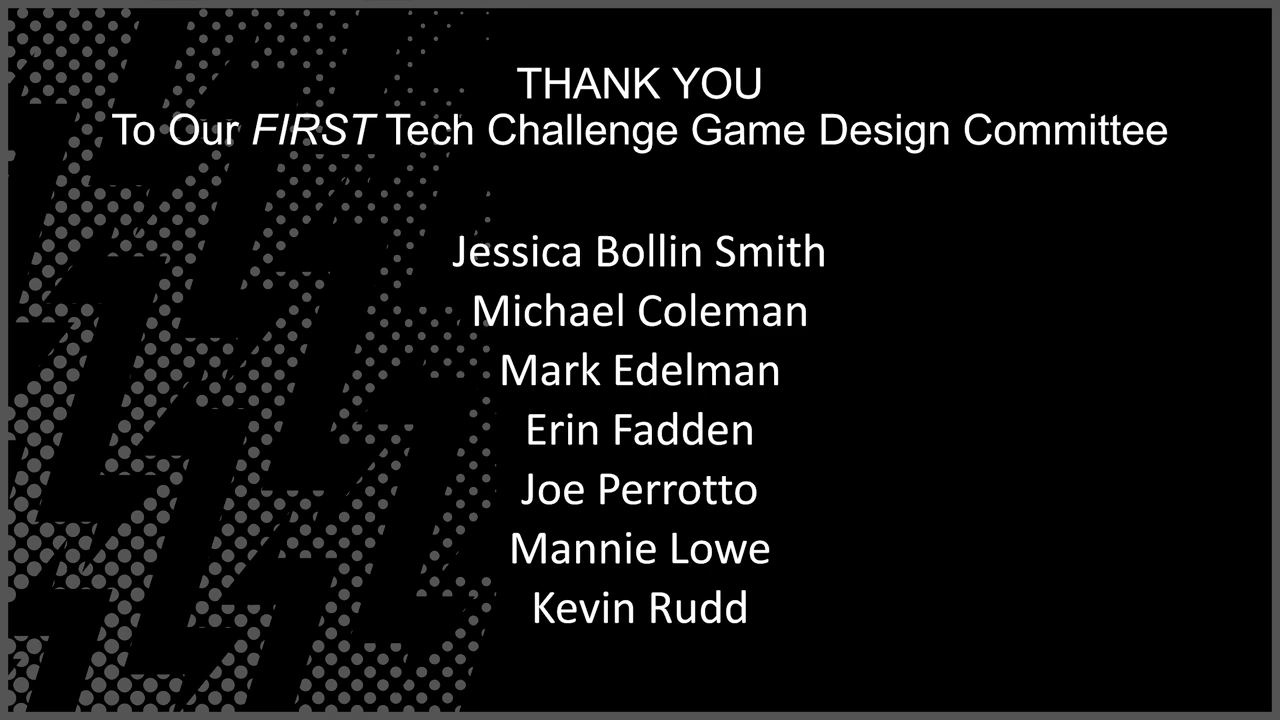 THANK YOU
To Our FIRST Tech Challenge Game Design Committee
Jessica Bollin Smith
Michael Coleman
Mark Edelman
Erin Fadden
Joe Perrotto
Mannie Lowe
Kevin Rudd